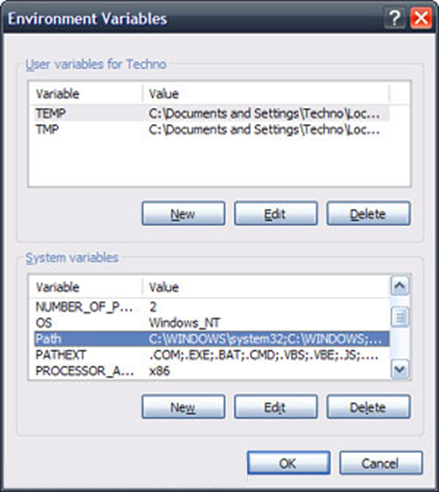 Environment Variables
User variables for Techno
Variable Value
TEMP C:\Documents and Settings\Techno\Loc...
TMP C:\Documents and Settings\Techno\Loc...
New Edit Delete
System variables
Variable Value
NUMBER_OF_P... 2
OS Windows_NT
Path C:\WINDOWS\system32;C:\WINDOWS;...
PATHEXT .COM;.EXE;.BAT;.CMD;.VBS;.VBE;.JS;....
PROCESSOR_A... x86
New Edit Delete
OK Cancel